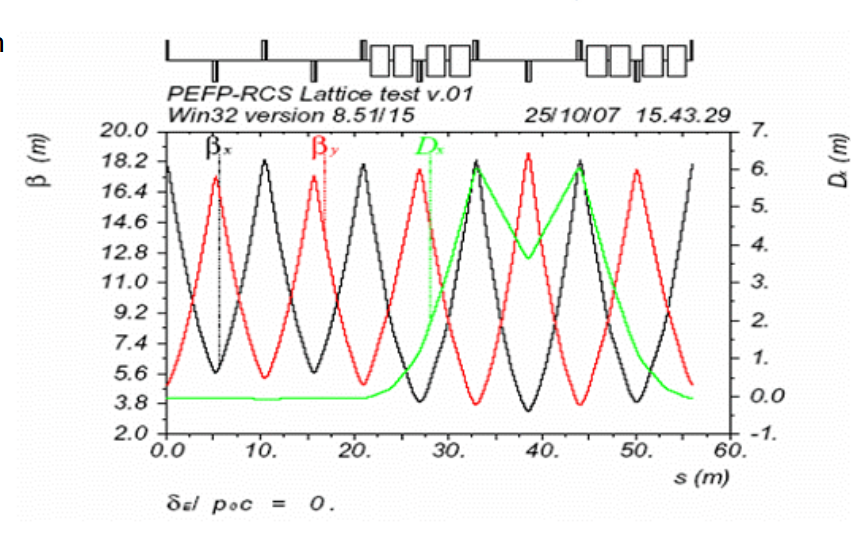 n
PEFP-RCS Lattice test v.01
Win32 version 8.51/15 25/10/07 15.43.29
β (m)
20.0
18.2
16.4
14.6
12.8
11.0
9.2
7.4
5.6
3.8
2.0
βx βy Dx
7.
6.
5.
4.
3.
2.
1.
0.0
-1.
Dx (m)
0.0 10. 20. 30. 40. 50. 60.
s (m)
δE/ p0c = 0.